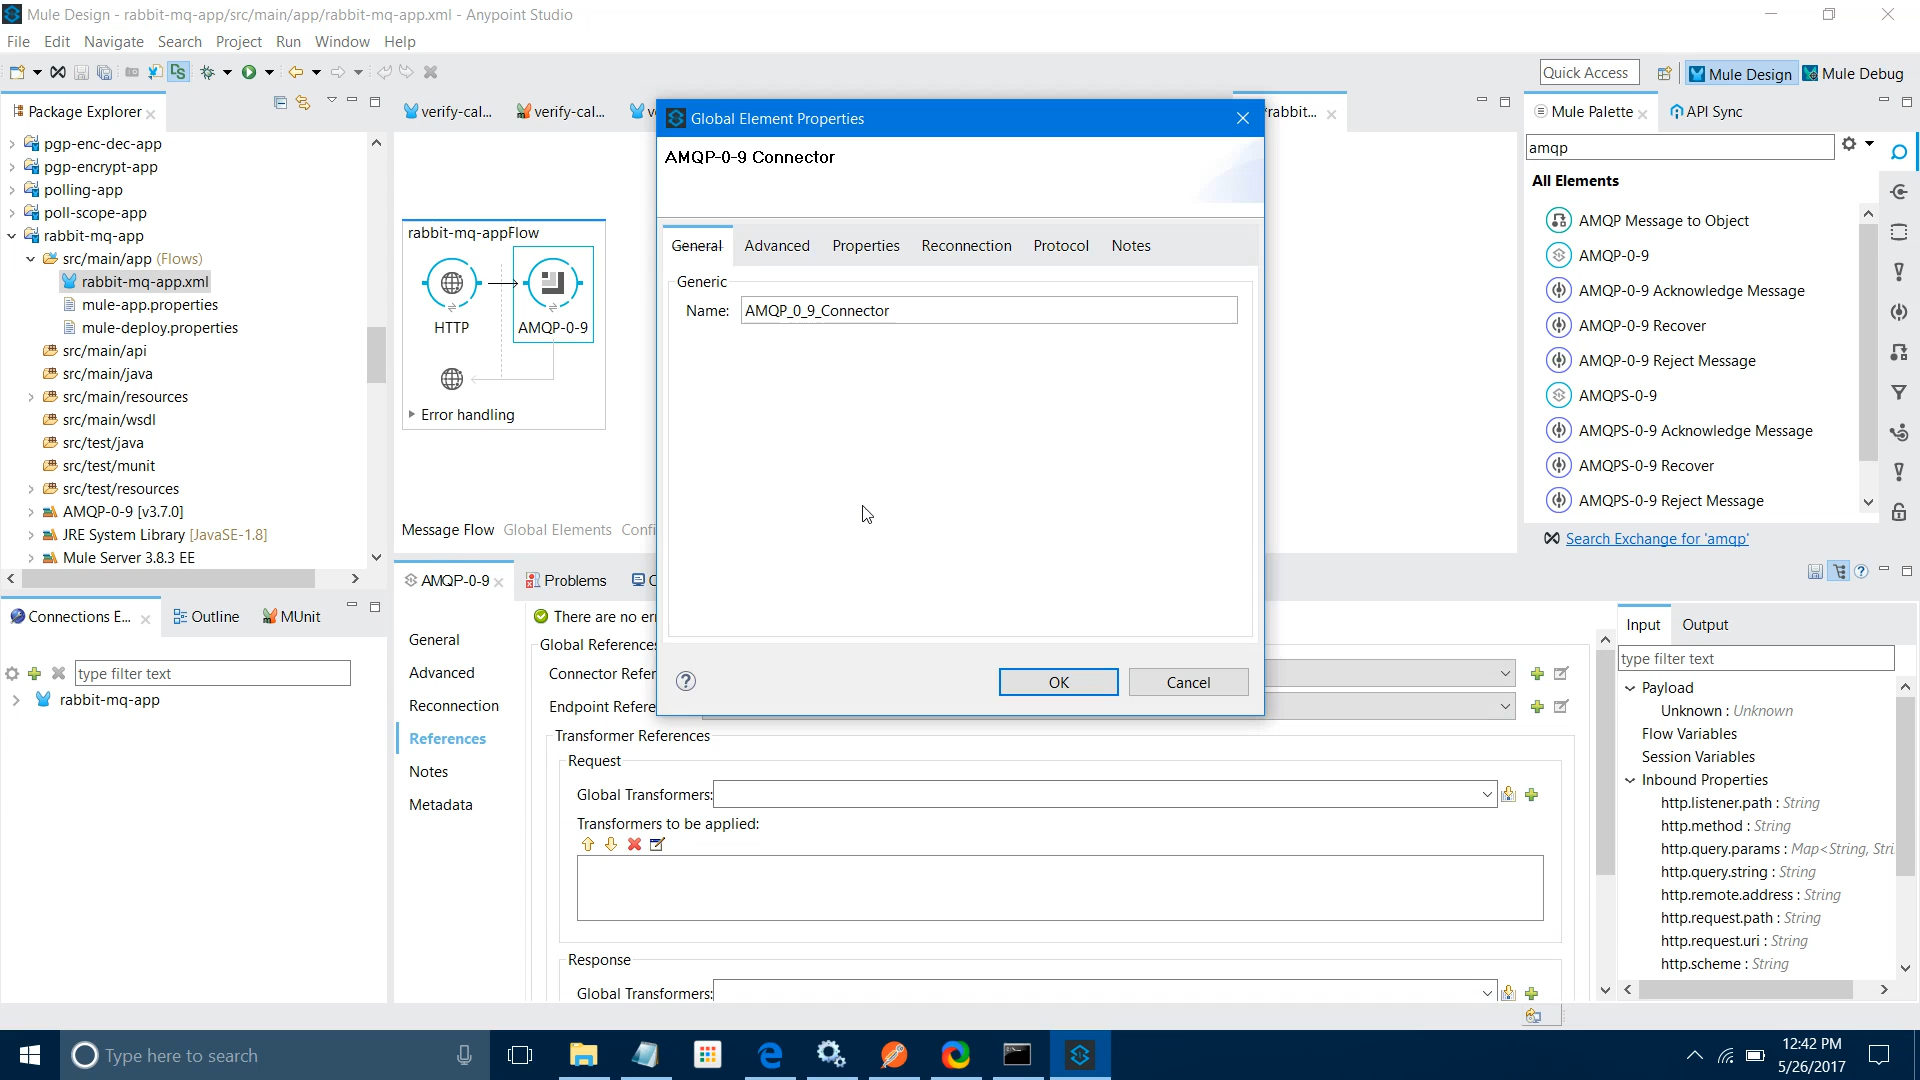 Mule Design - rabbit-mq-app/src/main/app/rabbit-mq-app.xml - Anypoint Studio
File Edit Navigate Search Project Run Window Help
Quick Access
Mule Design
Mule Debug
Package Explorer
pgp-enc-dec-app
pgp-encrypt-app
polling-app
poll-scope-app
rabbit-mq-app
src/main/app (Flows)
rabbit-mq-app.xml
mule-app.properties
mule-deploy.properties
src/main/api
src/main/java
src/main/resources
src/main/wsdl
src/test/java
src/test/munit
src/test/resources
AMQP-0-9 [v3.7.0]
JRE System Library [JavaSE-1.8]
Mule Server 3.8.3 EE
Connections E...
Outline
MUnit
type filter text
rabbit-mq-app
verify-cal...
verify-cal...
rabbit...
rabbit-mq-appFlow
HTTP
AMQP-0-9
Error handling
Message Flow Global Elements Confi
Global Element Properties
AMQP-0-9 Connector
General Advanced Properties Reconnection Protocol Notes
Generic
Name: AMQP_0_9_Connector
OK
Cancel
AMQP-0-9
Problems
There are no er
General
Advanced
Reconnection
References
Notes
Metadata
Global References
Connector Refer
Endpoint Refere
Transformer References
Request
Global Transformers:
Transformers to be applied:
Response
Global Transformers:
Mule Palette
API Sync
amqp
All Elements
AMQP Message to Object
AMQP-0-9
AMQP-0-9 Acknowledge Message
AMQP-0-9 Recover
AMQP-0-9 Reject Message
AMQPS-0-9
AMQPS-0-9 Acknowledge Message
AMQPS-0-9 Recover
AMQPS-0-9 Reject Message
Search Exchange for 'amqp'
Input
Output
type filter text
Payload
Unknown : Unknown
Flow Variables
Session Variables
Inbound Properties
http.listener.path : String
http.method : String
http.query.params : Map<String, Stri
http.query.string : String
http.remote.address : String
http.request.path : String
http.request.uri : String
http.scheme : String
Type here to search
12:42 PM
5/26/2017